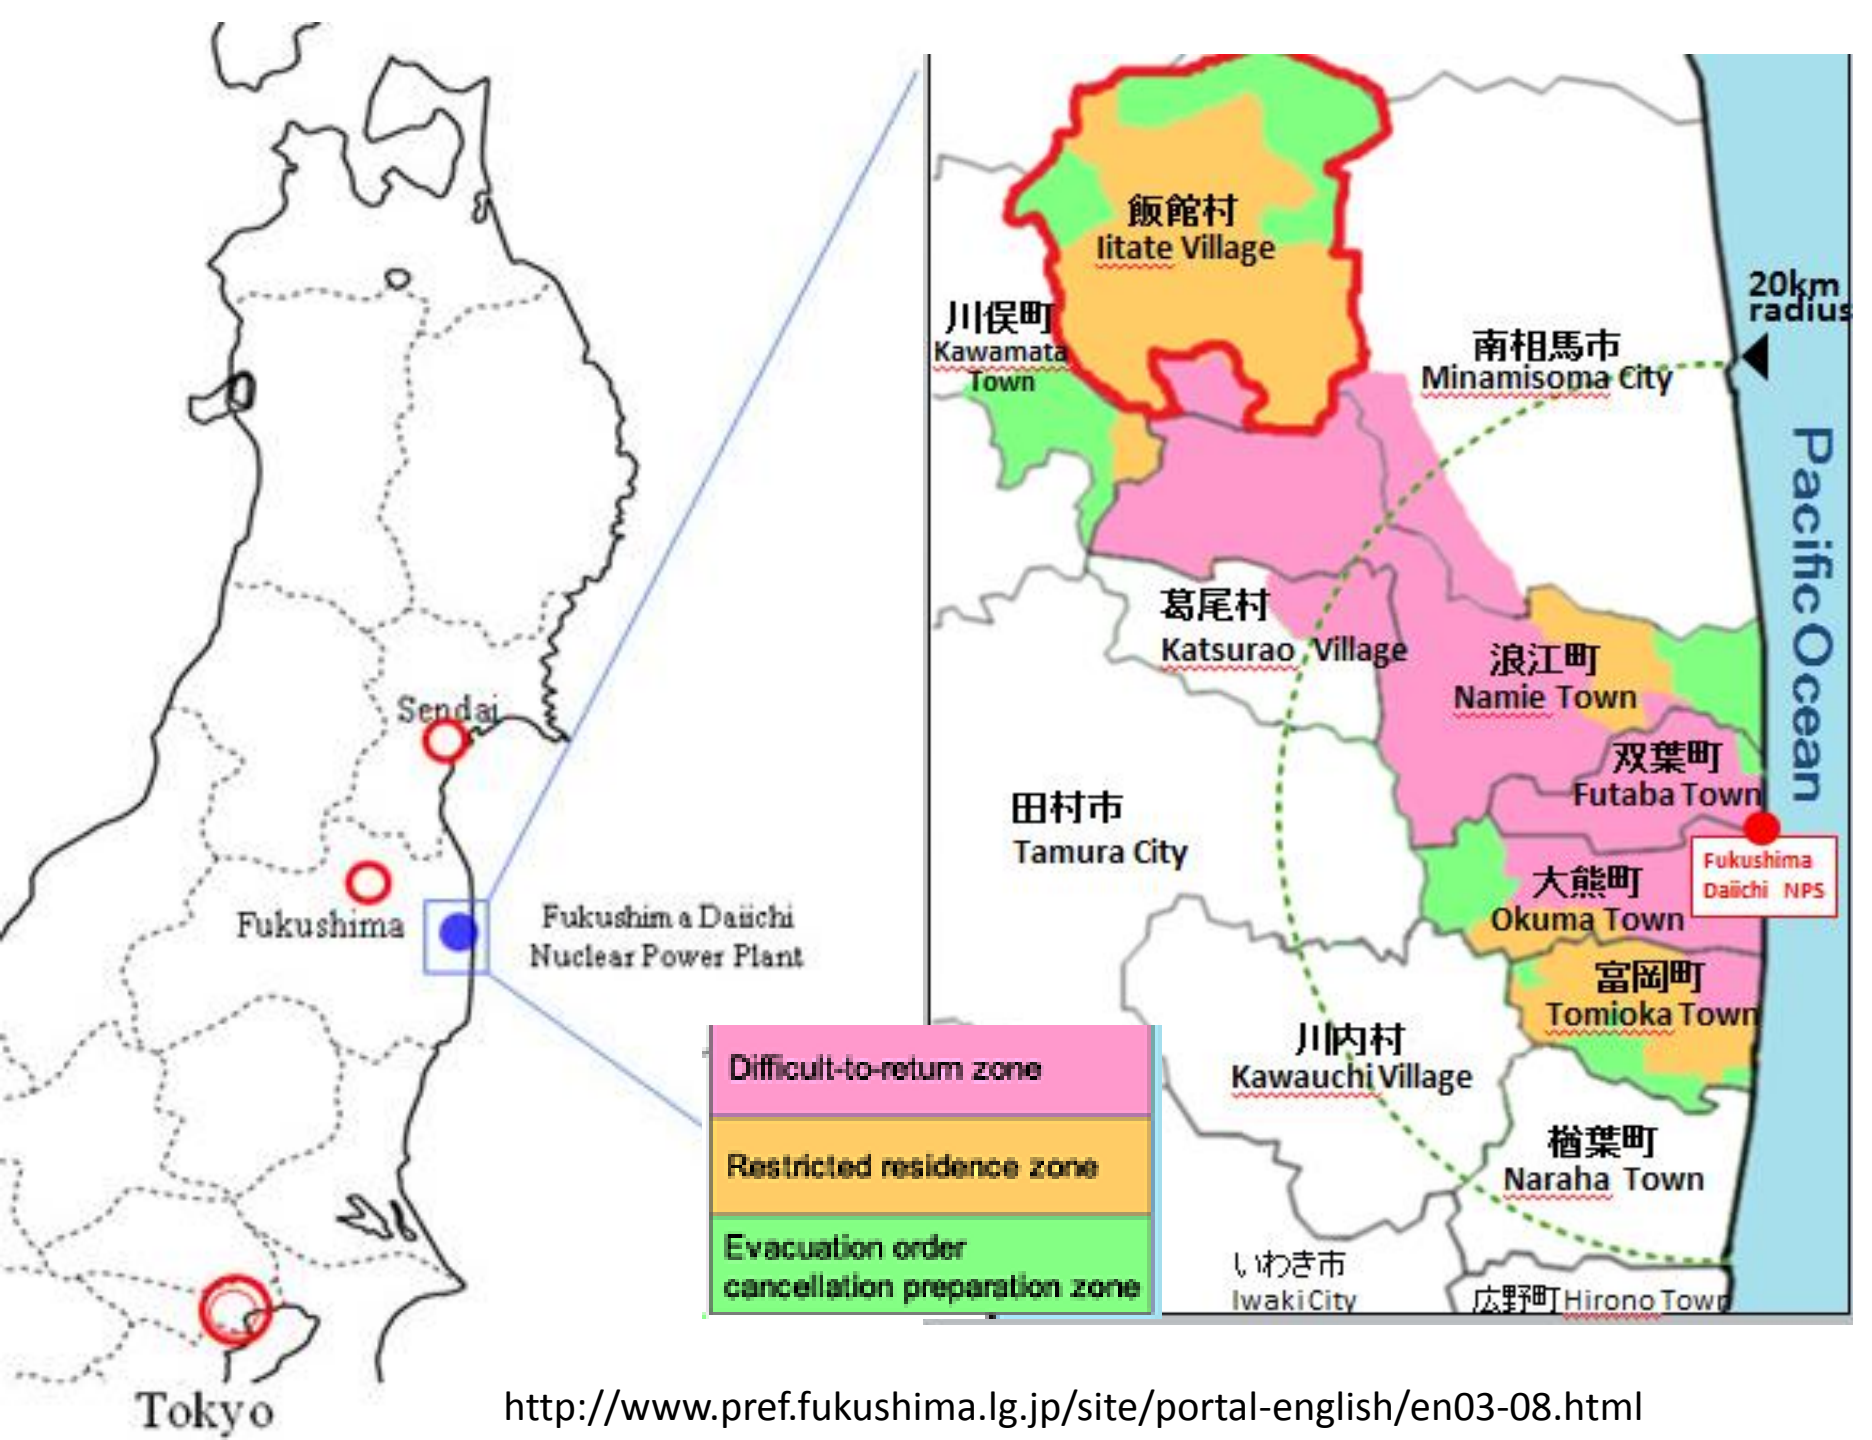 Sendai
Fukushima
Fukushim a Daiichi
Nuclear Power Plant
Tokyo
飯館村
Iitate Village
川俣町
Kawamata
Town
南相馬市
Minamisoma City
20km
radius
Pacific Ocean
葛尾村
Katsurao Village
浪江町
Namie Town
双葉町
Futaba Town
田村市
Tamura City
Fukushima
Daiichi NPS
大熊町
Okuma Town
富岡町
Tomioka Town
川内村
Kawauchi Village
楢葉町
Naraha Town
いわき市
Iwaki City
広野町 Hirono Town
Difficult-to-return zone
Restricted residence zone
Evacuation order
cancellation preparation zone
http://www.pref.fukushima.lg.jp/site/portal-english/en03-08.html